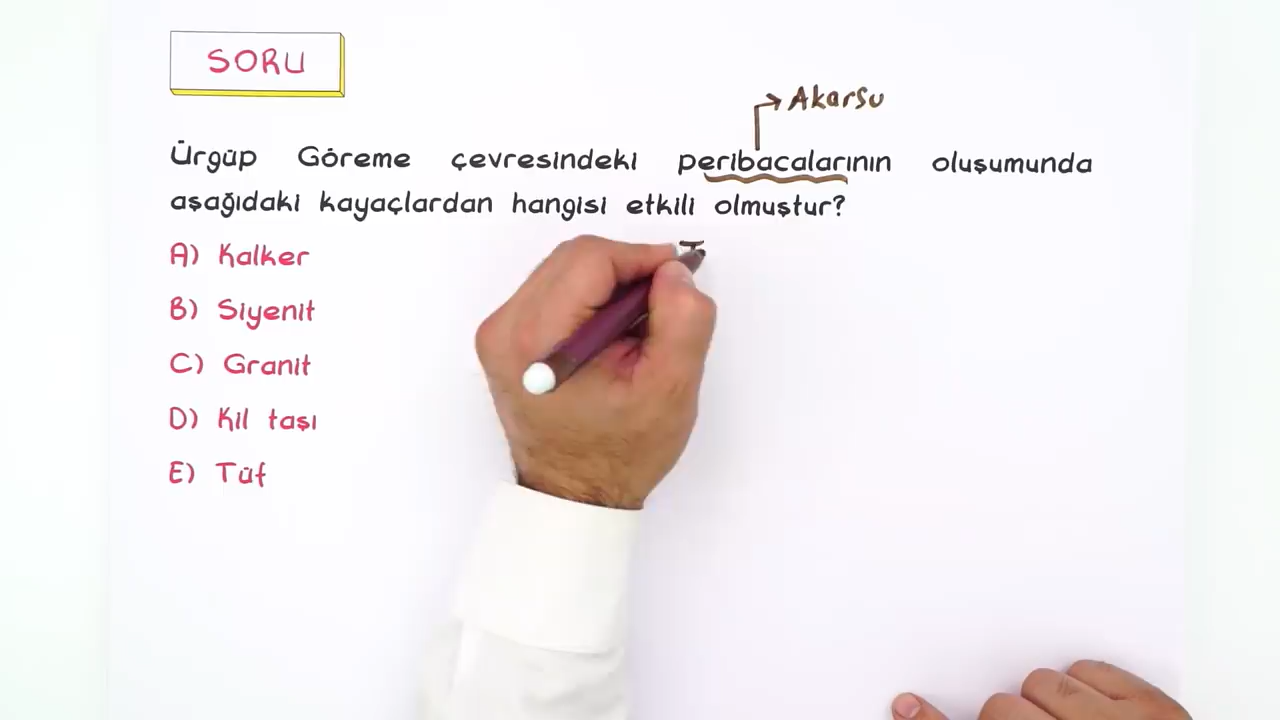 SORU
Akarsu
Ürgüp Göreme çevresindeki peribacalarının oluşumunda
aşağıdaki kayaçlardan hangisi etkili olmuştur?
A) Kalker
B) Siyenit
C) Granit
D) Kil taşı
E) Tüf